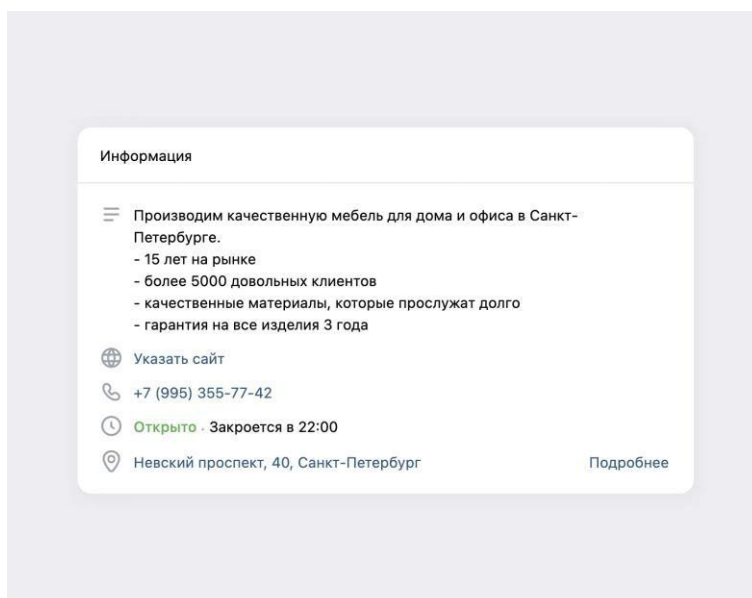 Информация
Производим качественную мебель для дома и офиса в Санкт-
Петербурге.
- 15 лет на рынке
- более 5000 довольных клиентов
- качественные материалы, которые прослужат долго
- гарантия на все изделия 3 года
Указать сайт
+7 (995) 355-77-42
Открыто · Закроется в 22:00
Невский проспект, 40, Санкт-Петербург Подробнее